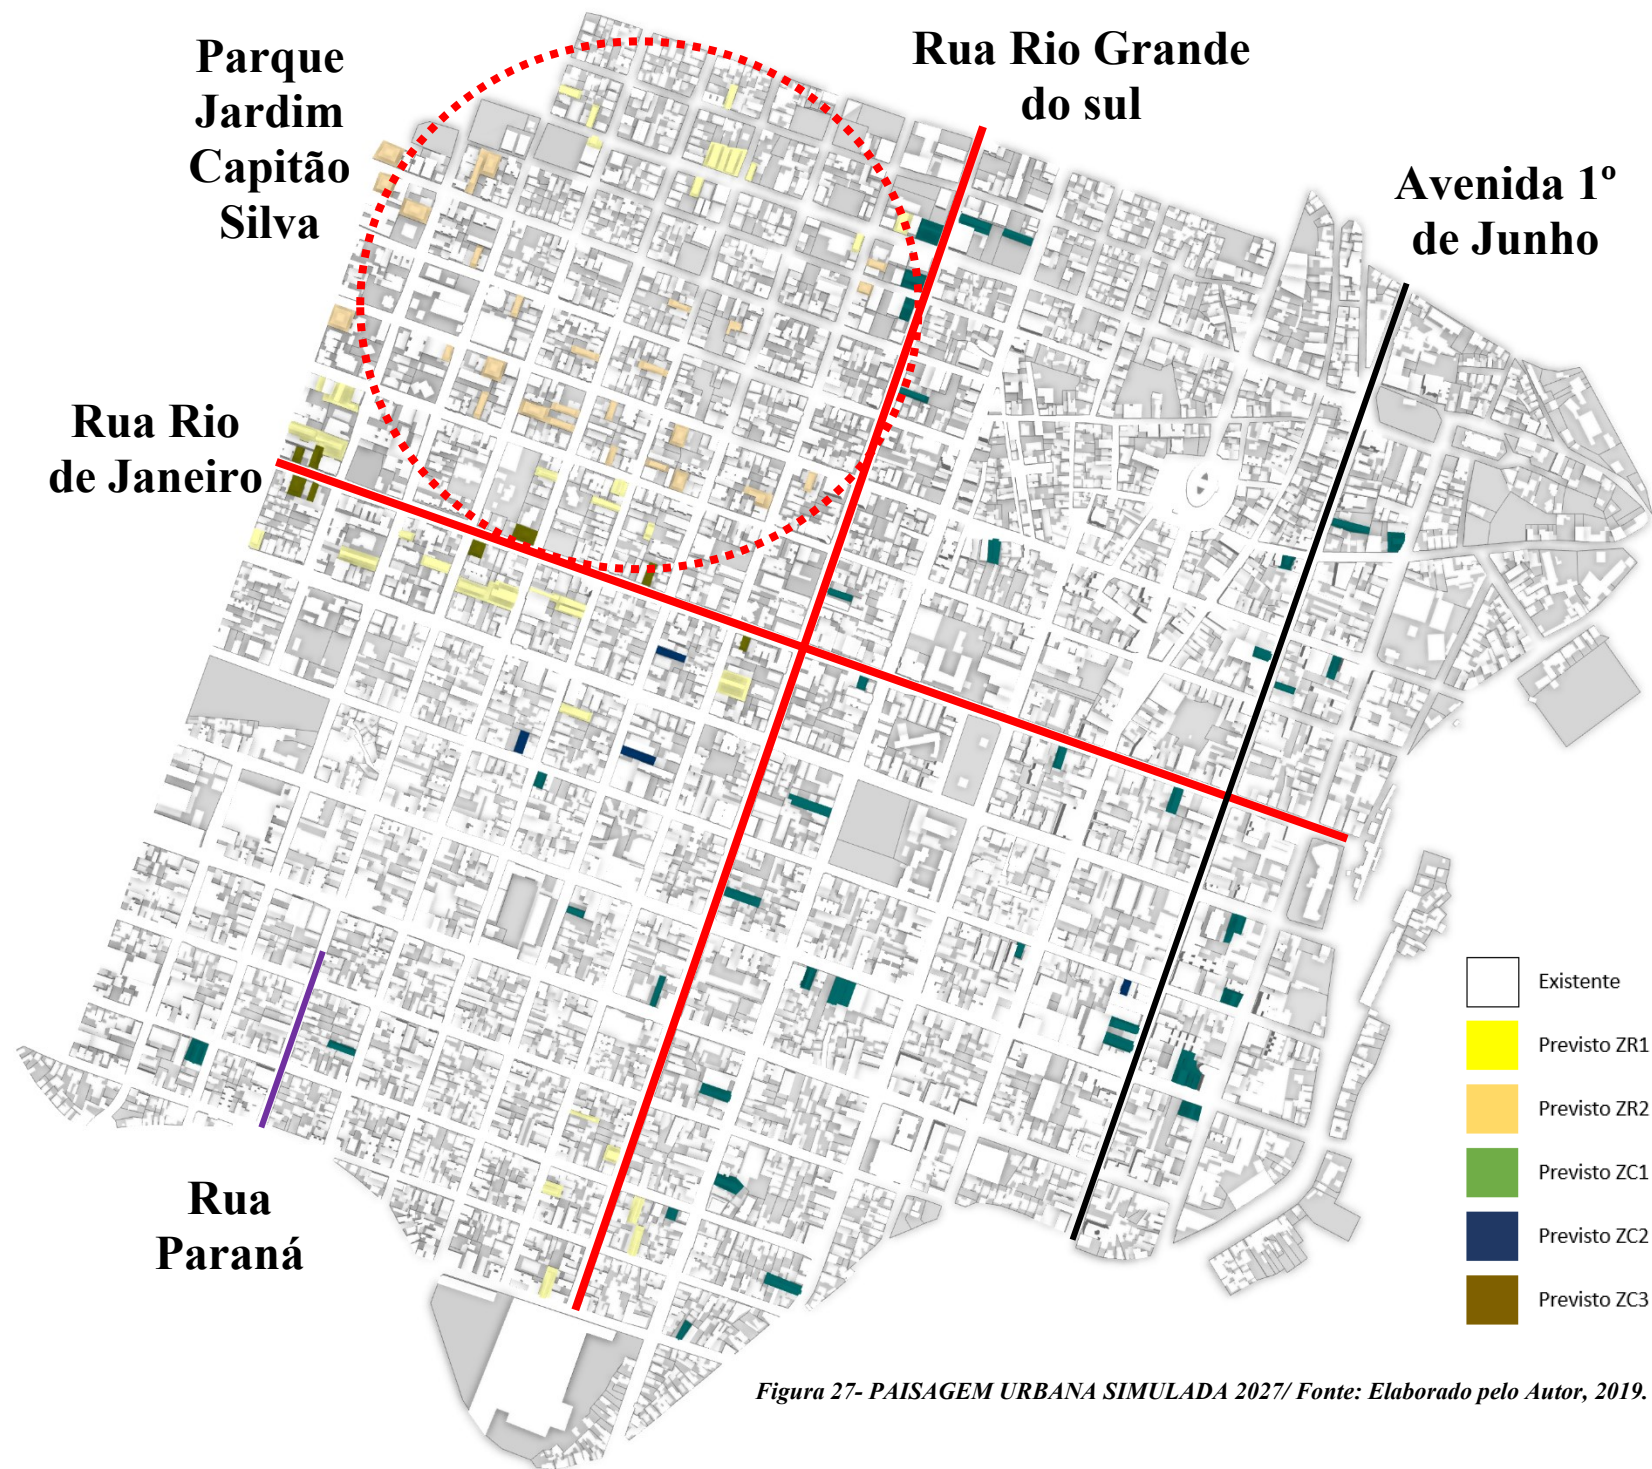 Parque
Jardim
Capitão
Silva
Rua Rio Grande
do sul
Avenida 1º
de Junho
Rua Rio
de Janeiro
Rua
Paraná
Existente
Previsto ZR1
Previsto ZR2
Previsto ZC1
Previsto ZC2
Previsto ZC3
Figura 27- PAISAGEM URBANA SIMULADA 2027/ Fonte: Elaborado pelo Autor, 2019.